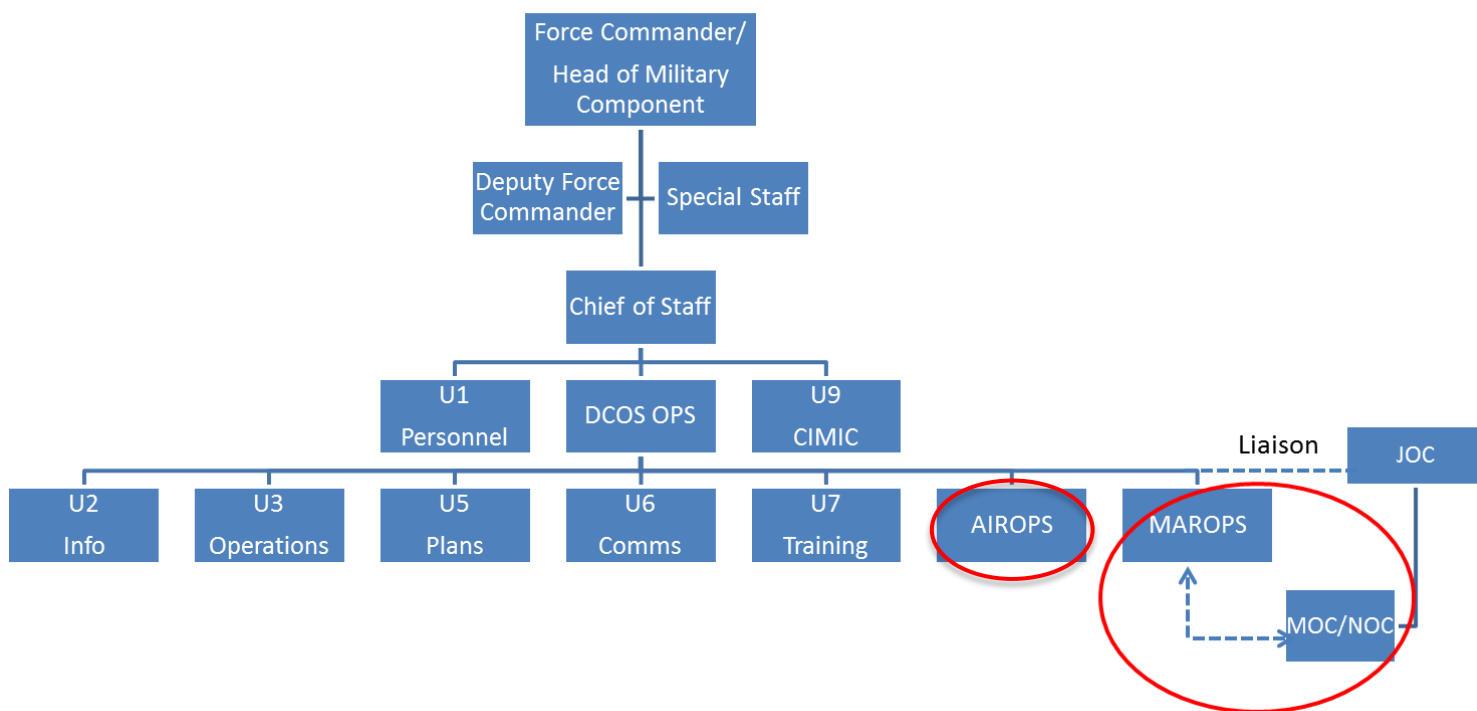 Force Commander/
Head of Military
Component
Deputy Force
Commander
Special Staff
Chief of Staff
U1
Personnel
DCOS OPS
U9
CIMIC
Liaison
JOC
U2
Info
U3
Operations
U5
Plans
U6
Comms
U7
Training
AIROPS
MAROPS
MOC/NOC